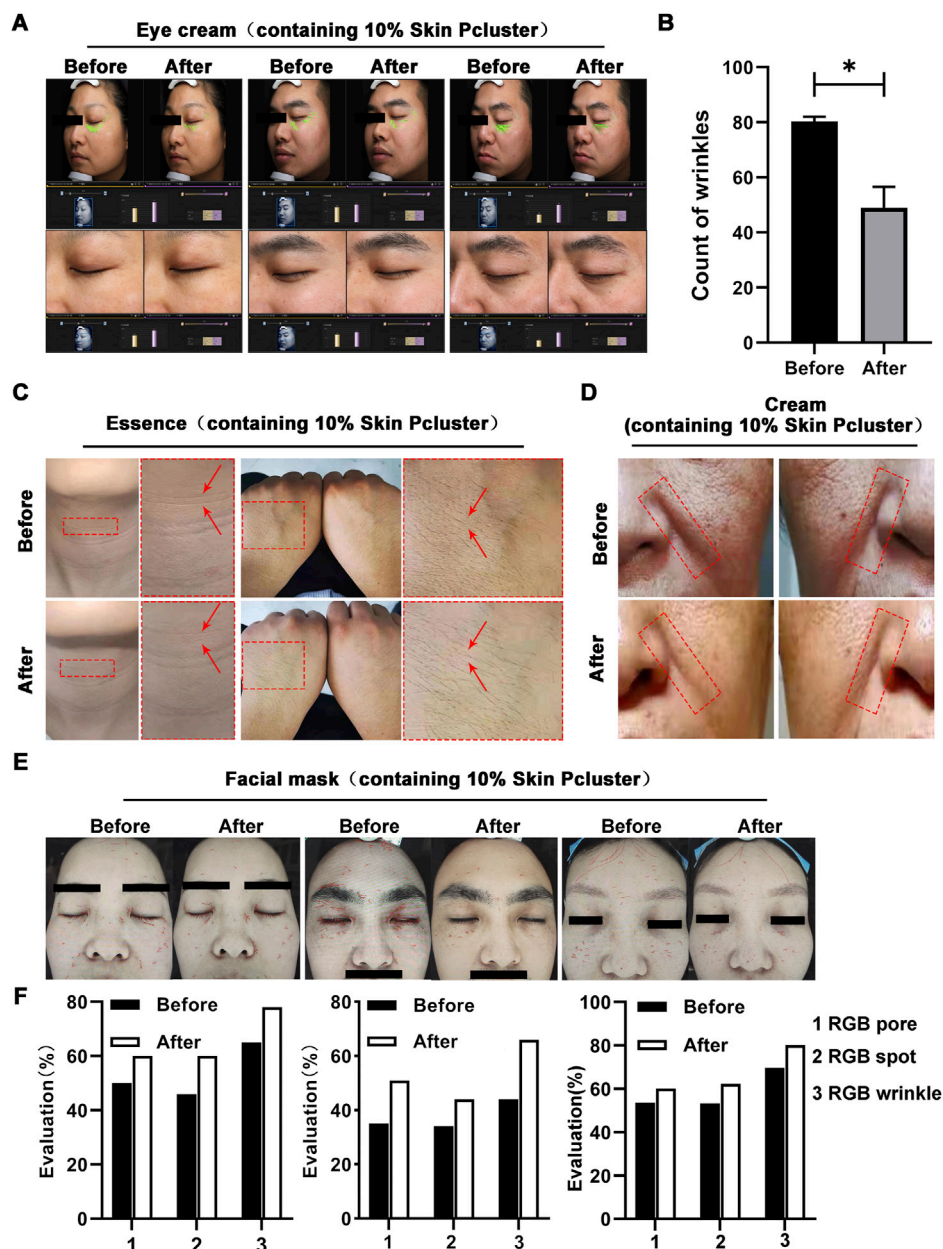 A
Eye cream（containing 10% Skin Pcluster）
Before After Before After Before After
B
Count of wrinkles
100
80
60
40
20
0
*
Before After
C
Essence（containing 10% Skin Pcluster）
Before
After
D
Cream
(containing 10% Skin Pcluster）
Before
After
E
Facial mask（containing 10% Skin Pcluster）
Before After Before After Before After
F
Evaluation(%)
80
60
40
20
0
Before
After
1 2 3
Evaluation(%)
80
60
40
20
0
Before
After
1 2 3
Evaluation(%)
100
80
60
40
20
0
Before
After
1 2 3
1 RGB pore
2 RGB spot
3 RGB wrinkle